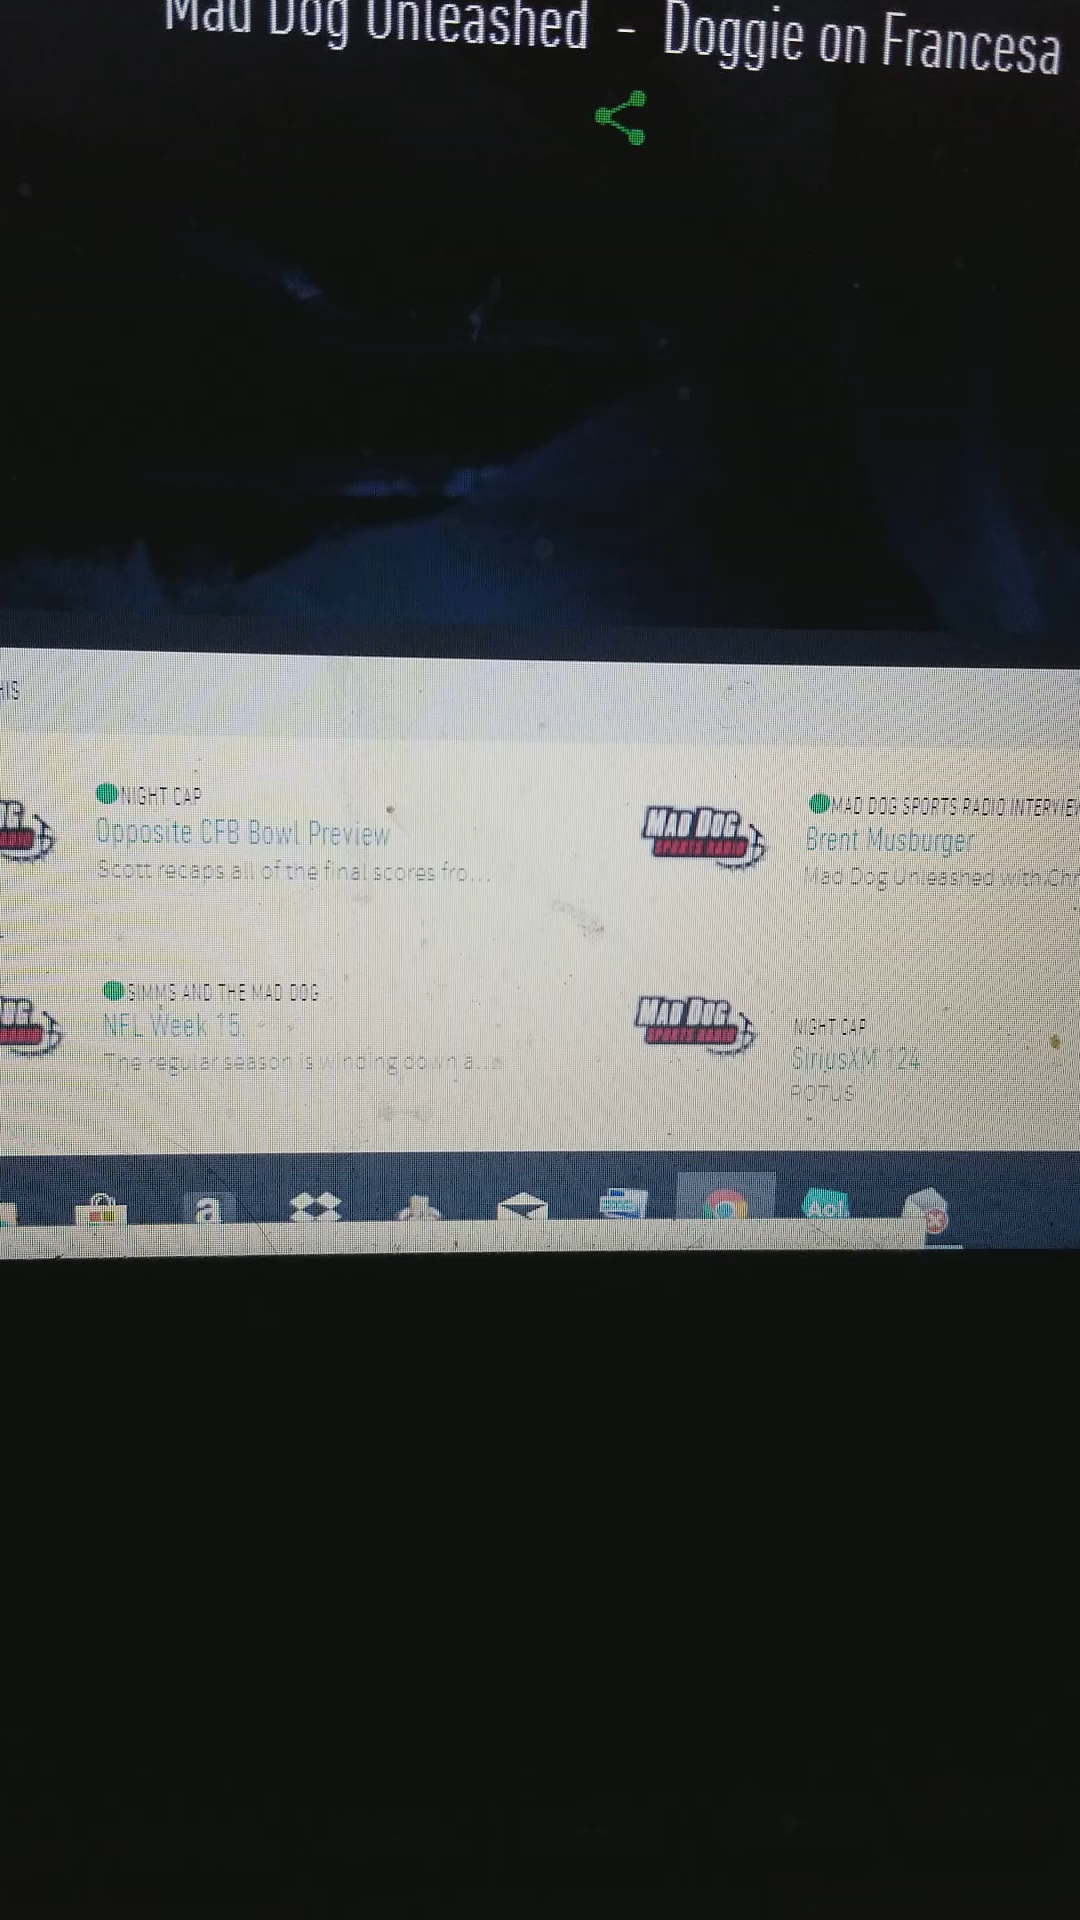 Mad Dog Unleashed - Doggie on Francesa
HIS
NIGHT CAP
Opposite CFB Bowl Preview
Scott recaps all of the final scores fro...
MAD DOG SPORTS RADIO
MAD DOG SPORTS RADIO INTERVIEW
Brent Musburger
Mad Dog Unleashed with Chr
SIMMS AND THE MAD DOG
NFL Week 15
The regular season is winding down a...
MAD DOG SPORTS RADIO
NIGHT CAP
SiriusXM 124
POTUS
a
Aol